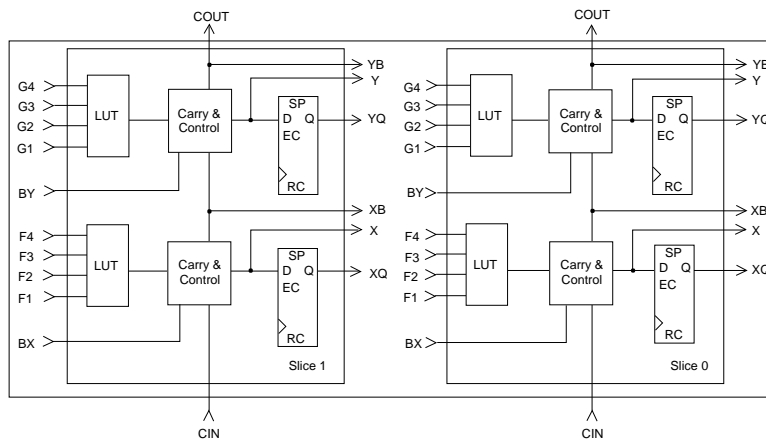 COUT
YB
Y
G4
G3
G2
G1
LUT
Carry &
Control
SP
D Q
EC
RC
YQ
BY
XB
X
F4
F3
F2
F1
LUT
Carry &
Control
SP
D Q
EC
RC
XQ
BX
Slice 1
CIN
COUT
YB
Y
G4
G3
G2
G1
LUT
Carry &
Control
SP
D Q
EC
RC
YQ
BY
XB
X
F4
F3
F2
F1
LUT
Carry &
Control
SP
D Q
EC
RC
XQ
BX
Slice 0
CIN